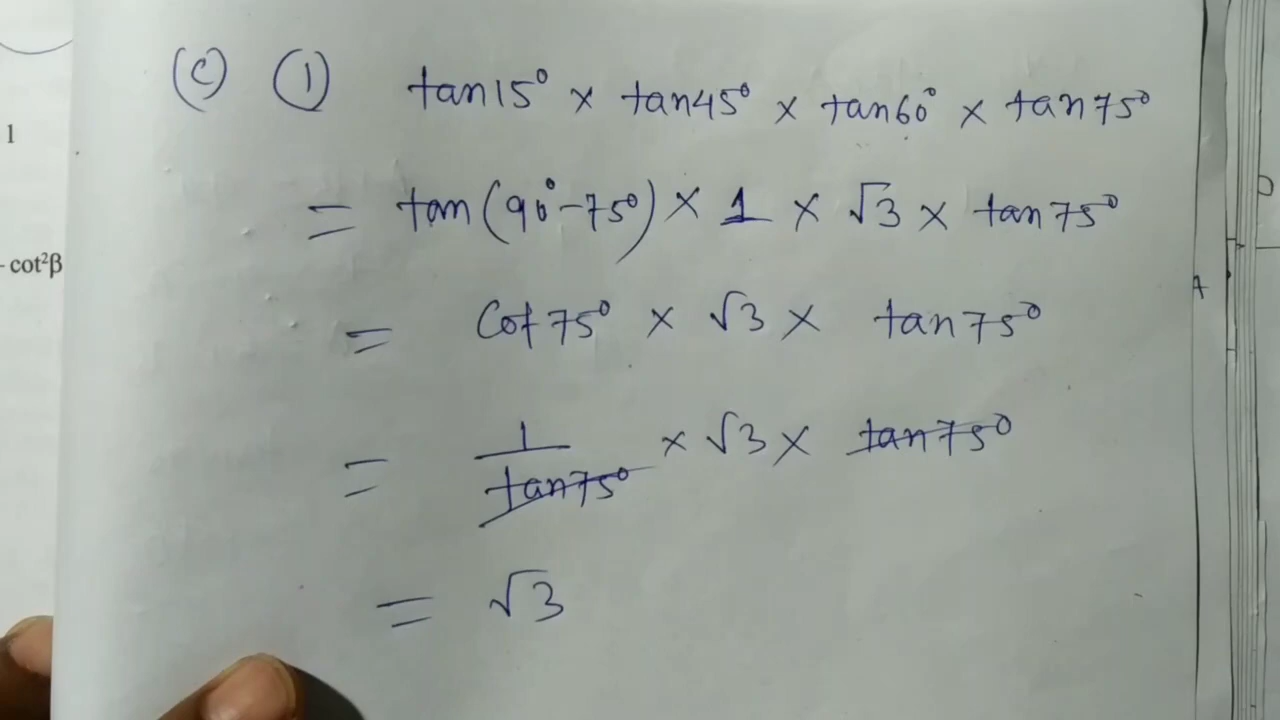 (c) (1) tan15° × tan45° × tan60° × tan75°
= tan(90°-75°) × 1 × √3 × tan75°
= Cot75° × √3 × tan75°
= 1/tan75° × √3 × tan75°
= √3
1
- cot²β